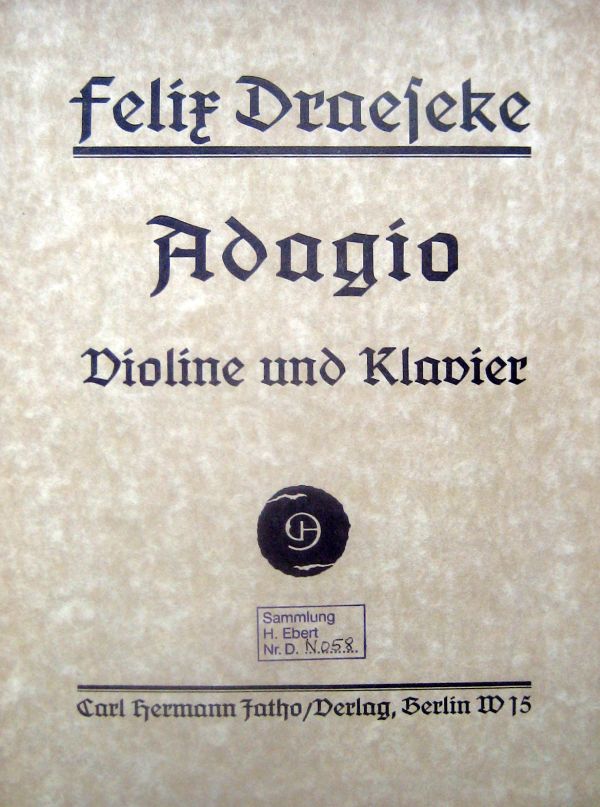 Felix Draeseke
Adagio
Violine und Klavier
Sammlung
H. Ebert
Nr. D. N.058.
Carl Hermann Jatho/Verlag, Berlin W 15